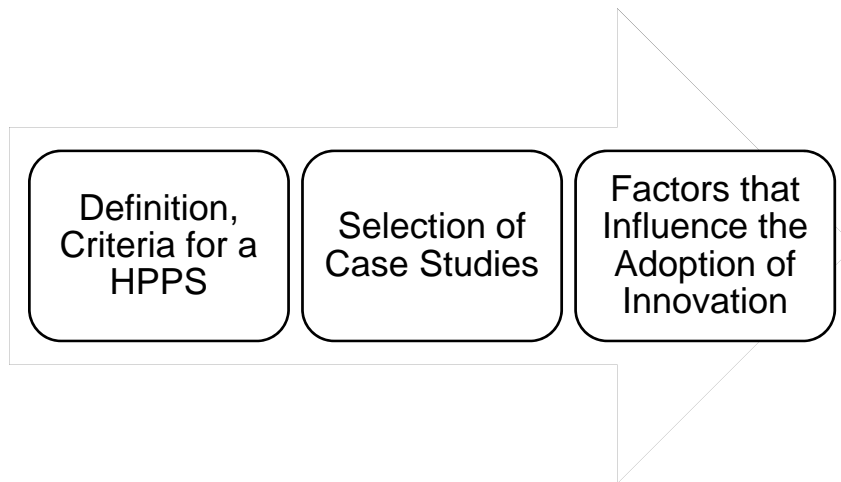 Definition,
Criteria for a
HPPS
Selection of
Case Studies
Factors that
Influence the
Adoption of
Innovation